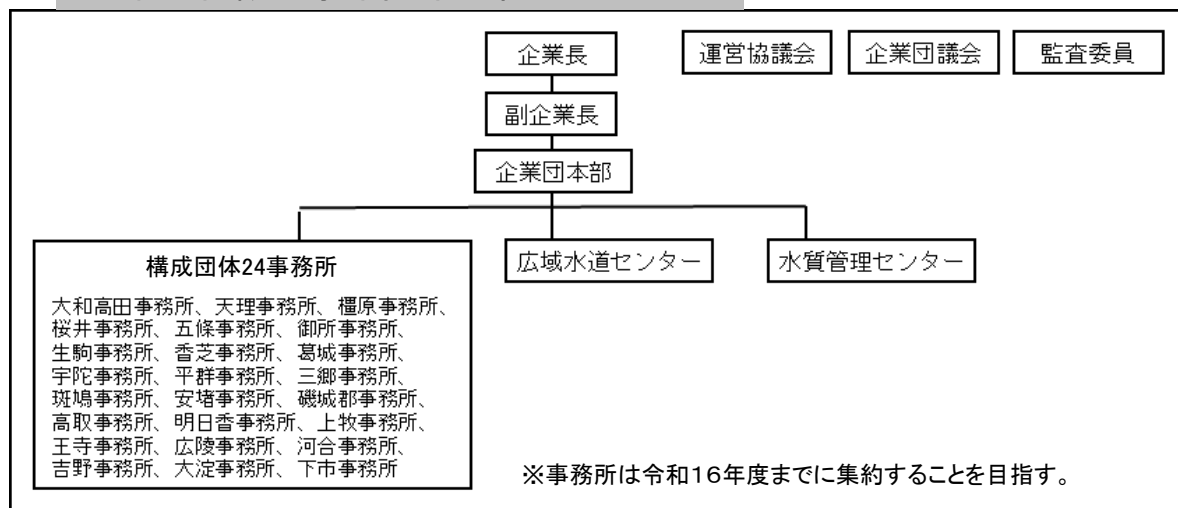 企業長
運営協議会
企業団議会
監査委員
副企業長
企業団本部
構成団体24事務所
大和高田事務所、天理事務所、橿原事務所、
桜井事務所、五條事務所、御所事務所、
生駒事務所、香芝事務所、葛城事務所、
宇陀事務所、平群事務所、三郷事務所、
斑鳩事務所、安堵事務所、磯城郡事務所、
高取事務所、明日香事務所、上牧事務所、
王寺事務所、広陵事務所、河合事務所、
吉野事務所、大淀事務所、下市事務所
広域水道センター
水質管理センター
※事務所は令和16年度までに集約することを目指す。